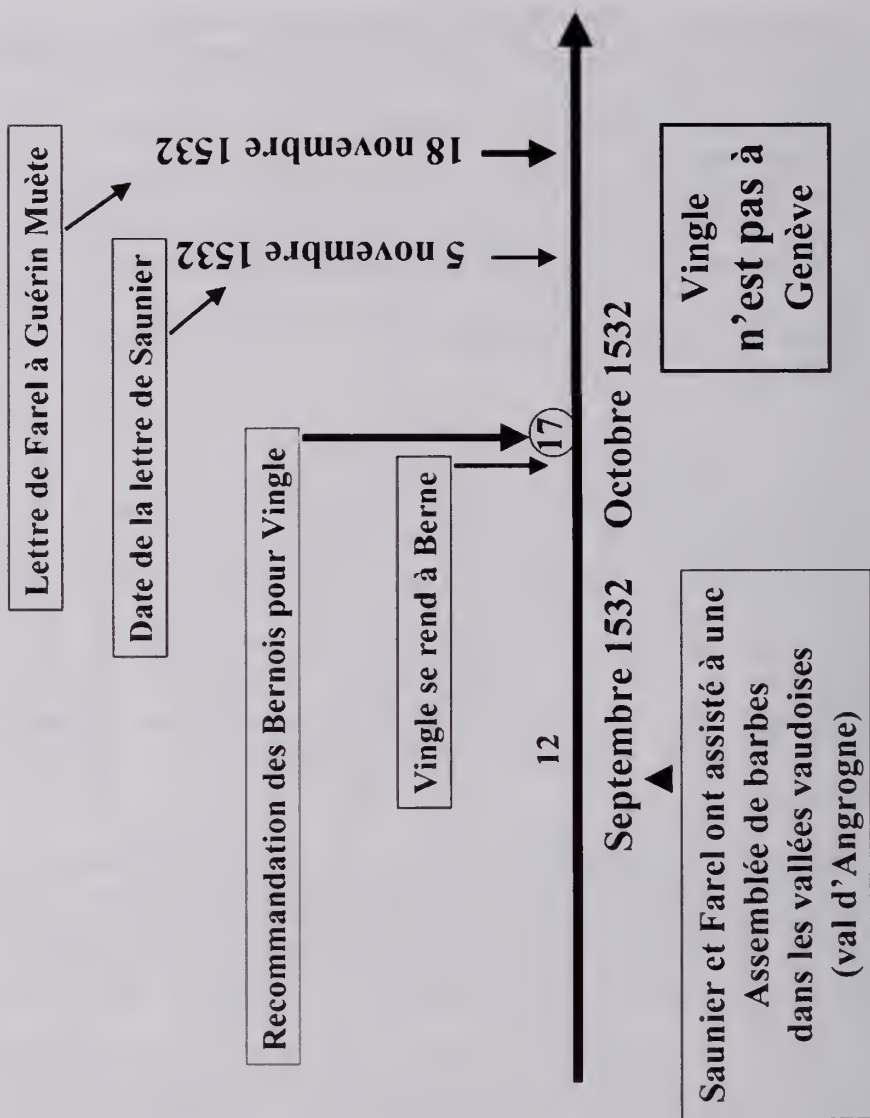 Lettre de Farel à Guérin Muète
Date de la lettre de Saunier
18 novembre 1532
5 novembre 1532
Recommandation des Bernois pour Vingle
Vingle se rend à Berne
12
17
Septembre 1532
Octobre 1532
Vingle
n’est pas à
Genève
Saunier et Farel ont assisté à une
Assemblée de barbes
dans les vallées vaudoises
(val d’Angrogne)